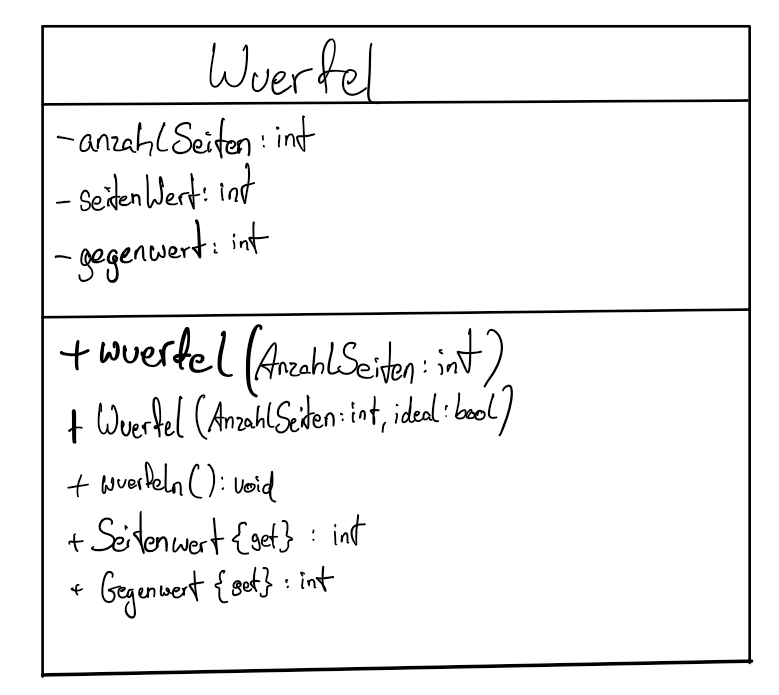 Wuerfel
- anzahlSeiten: int
- seitenWert: int
- gegenwert: int
+ wuerfel (AnzahlSeiten: int)
+ Wuerfel (AnzahlSeiten: int, ideal: bool)
+ wuerfeln(): void
+ Seitenwert {get} : int
+ Gegenwert {get} : int